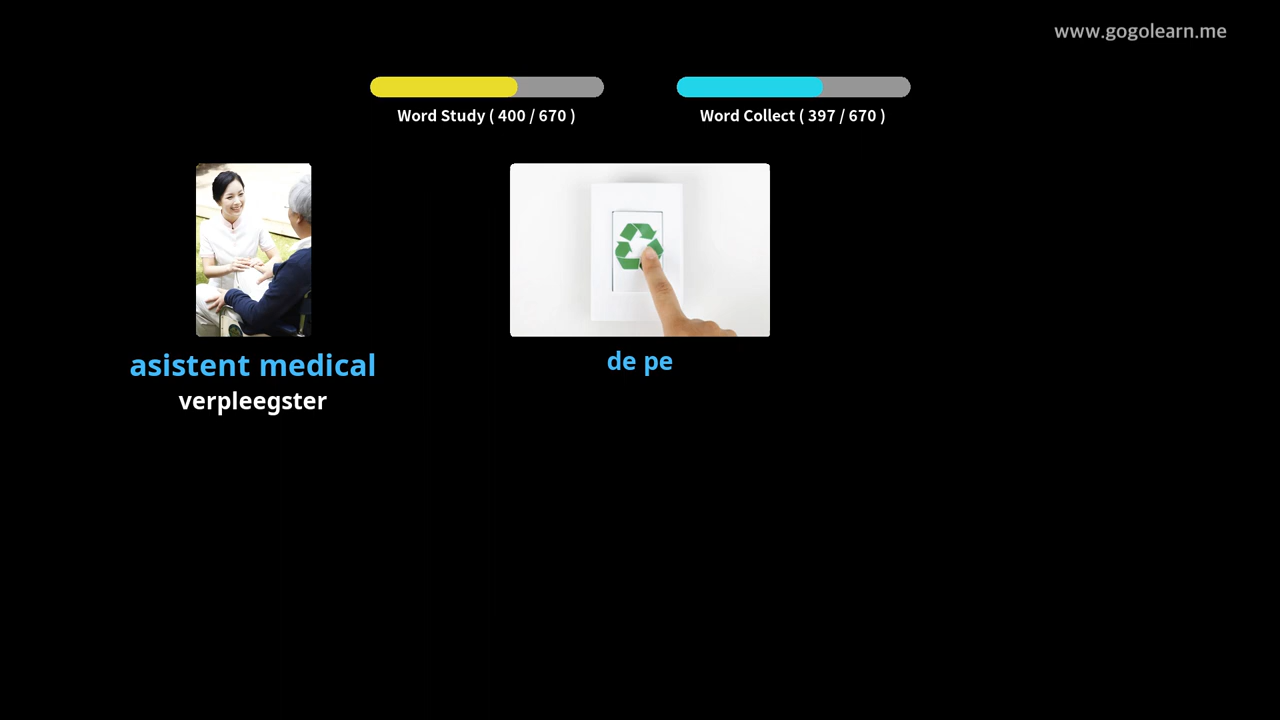 www.gogolearn.me
Word Study ( 400 / 670 )
Word Collect ( 397 / 670 )
asistent medical
verpleegster
de pe